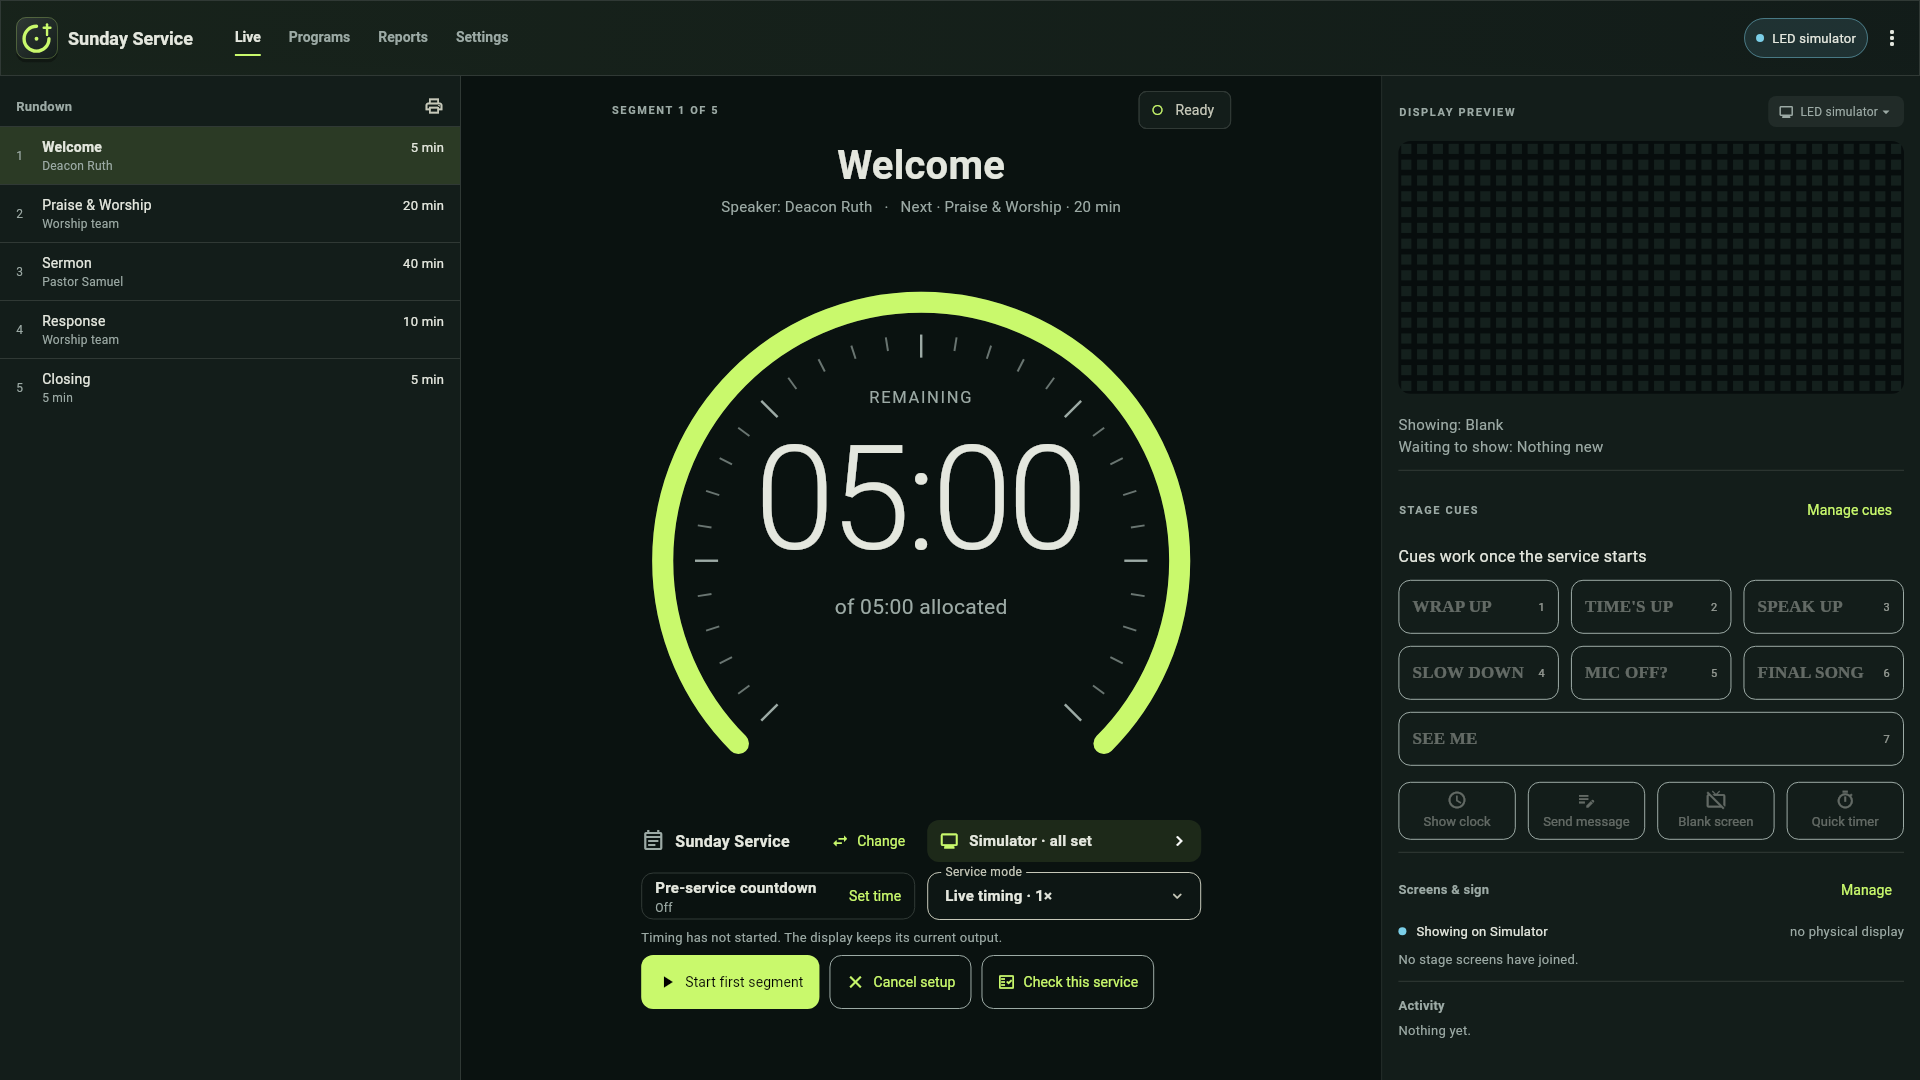 Sunday Service
Live
Programs
Reports
Settings
LED simulator
Rundown
1
Welcome
5 min
Deacon Ruth
2
Praise & Worship
20 min
Worship team
3
Sermon
40 min
Pastor Samuel
4
Response
10 min
Worship team
5
Closing
5 min
5 min
SEGMENT 1 OF 5
Ready
Welcome
Speaker: Deacon Ruth · Next · Praise & Worship · 20 min
REMAINING
05:00
of 05:00 allocated
Sunday Service
Change
Simulator · all set
Pre-service countdown
Off
Set time
Service mode
Live timing · 1×
Timing has not started. The display keeps its current output.
Start first segment
Cancel setup
Check this service
DISPLAY PREVIEW
LED simulator
Showing: Blank
Waiting to show: Nothing new
STAGE CUES
Manage cues
Cues work once the service starts
WRAP UP 1
TIME'S UP 2
SPEAK UP 3
SLOW DOWN 4
MIC OFF? 5
FINAL SONG 6
SEE ME 7
Show clock
Send message
Blank screen
Quick timer
Screens & sign
Manage
Showing on Simulator
no physical display
No stage screens have joined.
Activity
Nothing yet.